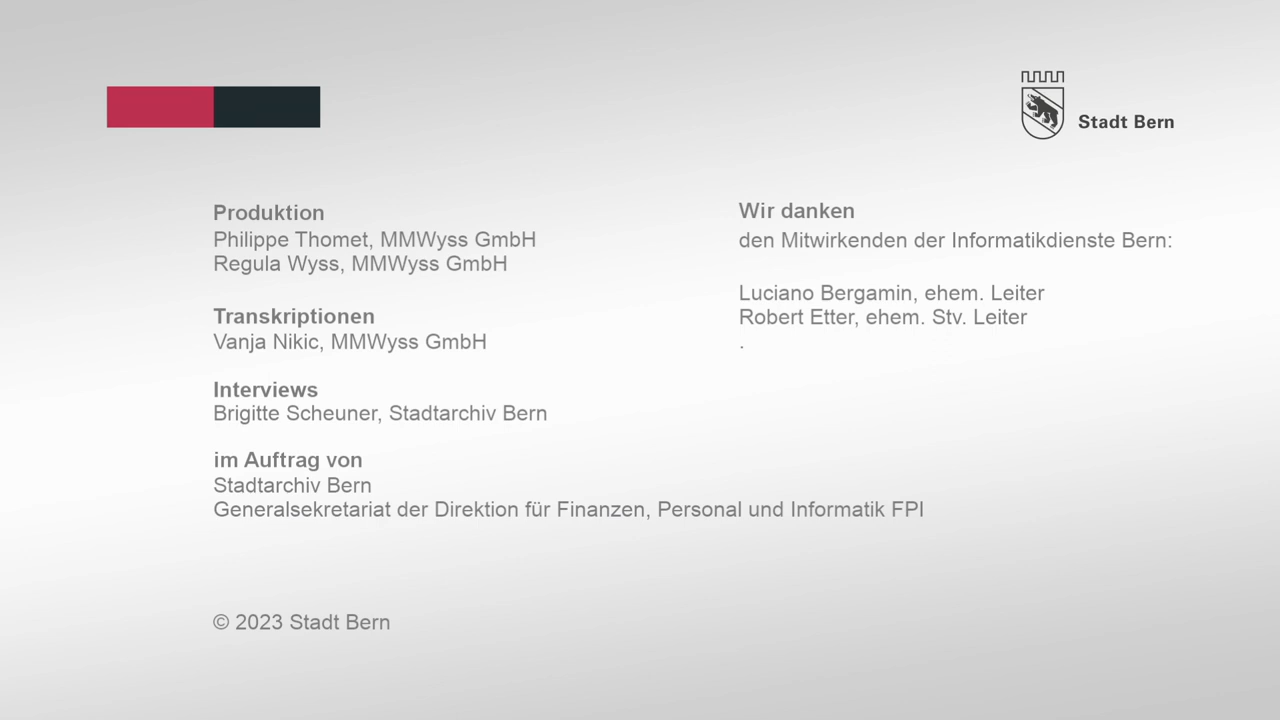 Stadt Bern
Produktion
Philippe Thomet, MMWyss GmbH
Regula Wyss, MMWyss GmbH
Transkriptionen
Vanja Nikic, MMWyss GmbH
Interviews
Brigitte Scheuner, Stadtarchiv Bern
im Auftrag von
Stadtarchiv Bern
Generalsekretariat der Direktion für Finanzen, Personal und Informatik FPI
Wir danken
den Mitwirkenden der Informatikdienste Bern:
Luciano Bergamin, ehem. Leiter
Robert Etter, ehem. Stv. Leiter
.
© 2023 Stadt Bern